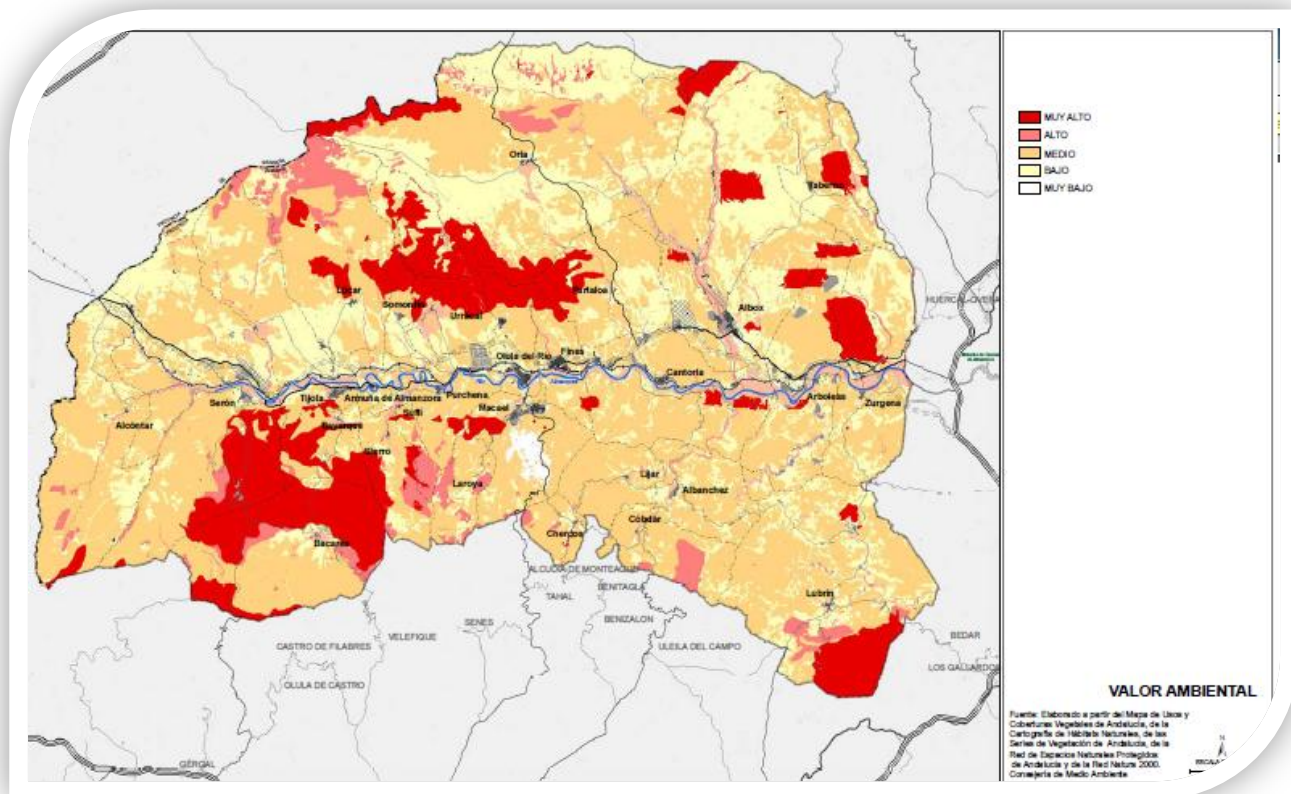 MUY ALTO
ALTO
MEDIO
BAJO
MUY BAJO
Oria
Taberno
Lúcar
Somontín
Urrácal
Partaloa
Albox
HUERCAL-OVERA
Olula del Río
Fines
Cantoria
Serón
Tíjola
Armuña de Almanzora
Purchena
Macael
Arboleas
Zurgena
Alcóntar
Suflí
Bayarque
Sierro
Laroya
Líjar
Albanchez
Bacares
Chercos
Cóbdar
ALCUDIA DE MONTEAGUD
TAHAL
BENITAGLA
Lubrín
SENES
BENIZALON
VELEFIQUE
CASTRO DE FILABRES
ULEILA DEL CAMPO
BEDAR
LOS GALLARDOS
OLULA DE CASTRO
GÉRGAL
VALOR AMBIENTAL
Fuente: Elaborado a partir del Mapa de Usos y
Coberturas Vegetales de Andalucía, de la
Cartografía de Hábitats Naturales, de las
Series de Vegetación de Andalucía, de la
Red de Espacios Naturales Protegidos
de Andalucía y de la Red Natura 2000.
Consejería de Medio Ambiente
N
ESCALA